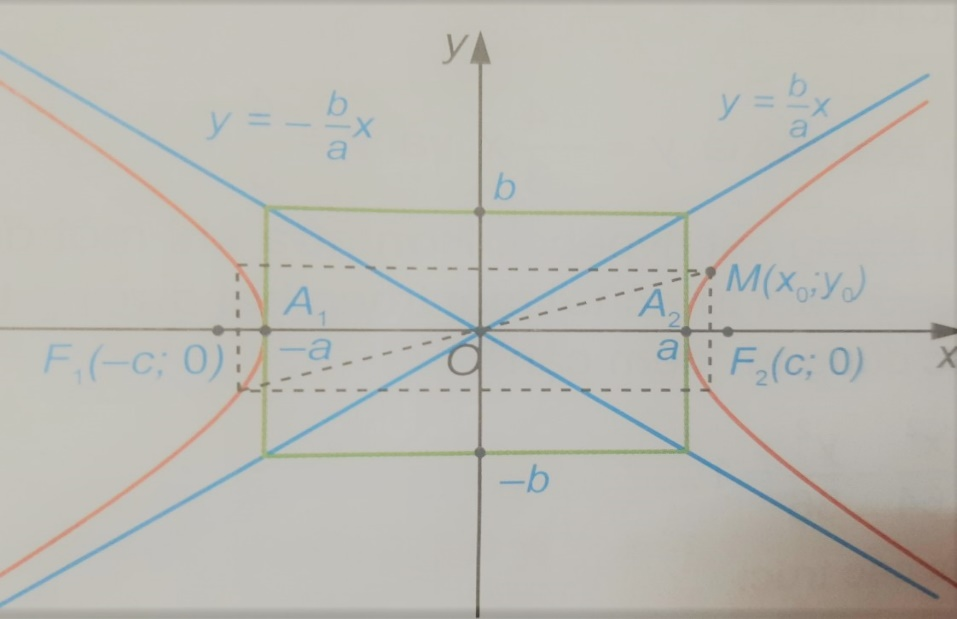 y
y = -b/a x
y = b/a x
b
M(x₀;y₀)
A₁
A₂
F₁(–c; 0)
–a
O
a
F₂(c; 0)
x
–b